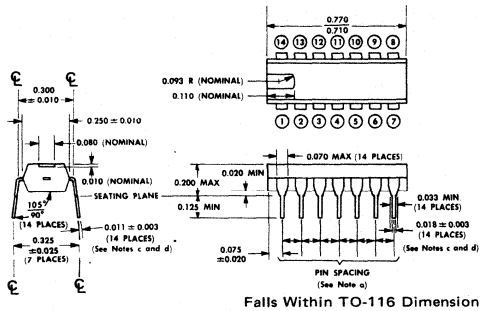 0.770
0.710
14 13 12 11 10 9 8
℄ ℄
0.300
±0.010
0.093 R (NOMINAL)
0.110 (NOMINAL)
0.250 ± 0.010
1 2 3 4 5 6 7
0.080 (NOMINAL)
0.070 MAX (14 PLACES)
0.020 MIN
0.010 (NOMINAL)
0.200 MAX
SEATING PLANE
105°
90°
(14 PLACES)
0.125 MIN
0.033 MIN
(14 PLACES)
0.011 ± 0.003
(14 PLACES)
(See Notes c and d)
0.018 ± 0.003
(14 PLACES)
(See Notes c and d)
0.325
±0.025
(7 PLACES)
0.075
±0.020
PIN SPACING
(See Note a)
℄ ℄
Falls Within TO-116 Dimension